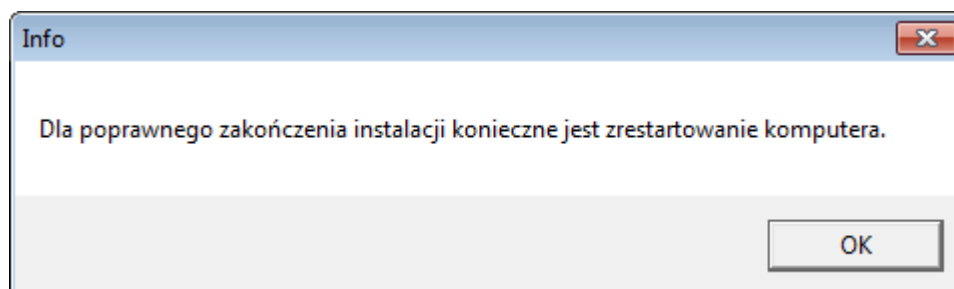 Info
Dla poprawnego zakończenia instalacji konieczne jest zrestartowanie komputera.
OK